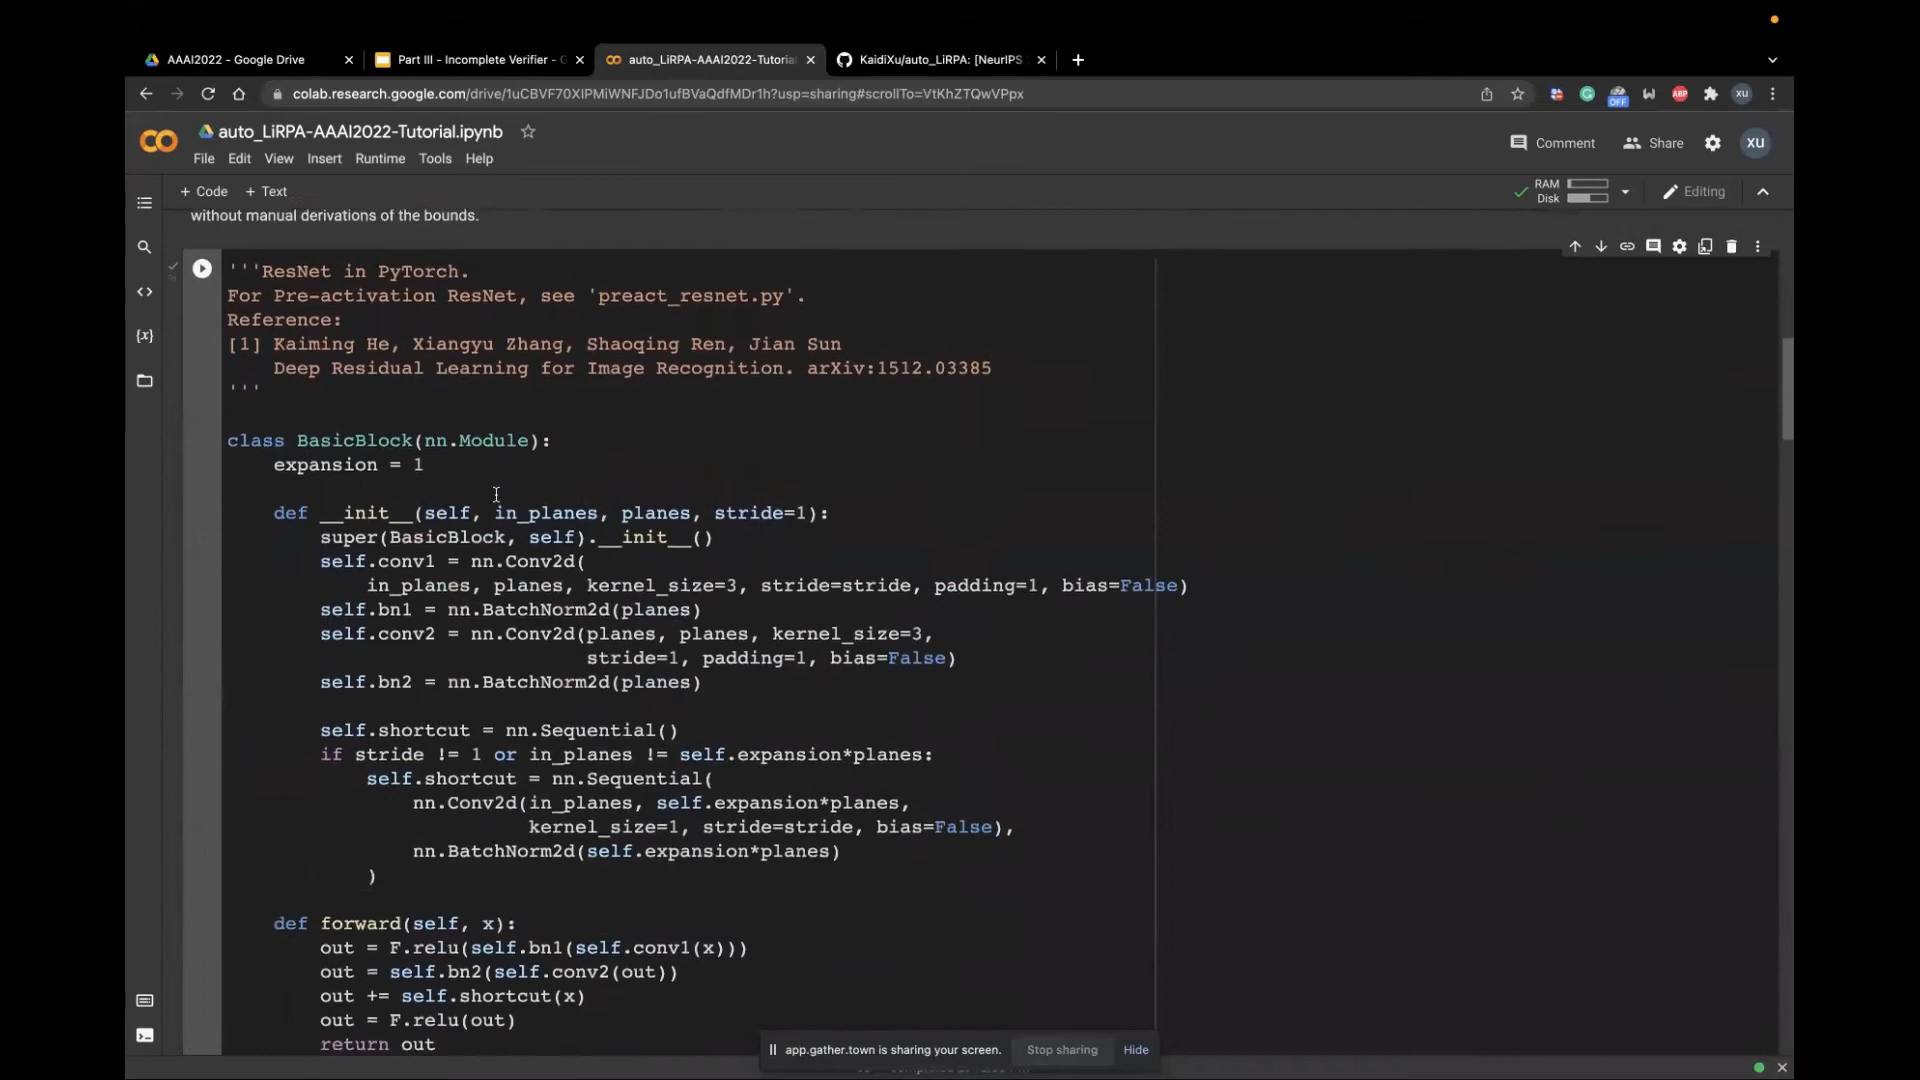 AAAI2022 - Google Drive
Part III - Incomplete Verifier - G
auto_LiRPA-AAAI2022-Tutorial
KaidiXu/auto_LiRPA: [NeurIPS
colab.research.google.com/drive/1uCBVF70XIPMiWNFJDo1ufBVaQdfMDr1h?usp=sharing#scrollTo=VtKhZTQwVPpx
OFF
ABP
XU
auto_LiRPA-AAAI2022-Tutorial.ipynb
File Edit View Insert Runtime Tools Help
Comment
Share
XU
+ Code + Text
RAM
Disk
Editing
without manual derivations of the bounds.
'''ResNet in PyTorch.
For Pre-activation ResNet, see 'preact_resnet.py'.
Reference:
[1] Kaiming He, Xiangyu Zhang, Shaoqing Ren, Jian Sun
Deep Residual Learning for Image Recognition. arXiv:1512.03385
'''
class BasicBlock(nn.Module):
expansion = 1
def __init__(self, in_planes, planes, stride=1):
super(BasicBlock, self).__init__()
self.conv1 = nn.Conv2d(
in_planes, planes, kernel_size=3, stride=stride, padding=1, bias=False)
self.bn1 = nn.BatchNorm2d(planes)
self.conv2 = nn.Conv2d(planes, planes, kernel_size=3,
stride=1, padding=1, bias=False)
self.bn2 = nn.BatchNorm2d(planes)
self.shortcut = nn.Sequential()
if stride != 1 or in_planes != self.expansion*planes:
self.shortcut = nn.Sequential(
nn.Conv2d(in_planes, self.expansion*planes,
kernel_size=1, stride=stride, bias=False),
nn.BatchNorm2d(self.expansion*planes)
)
def forward(self, x):
out = F.relu(self.bn1(self.conv1(x)))
out = self.bn2(self.conv2(out))
out += self.shortcut(x)
out = F.relu(out)
return out
app.gather.town is sharing your screen.
Stop sharing
Hide